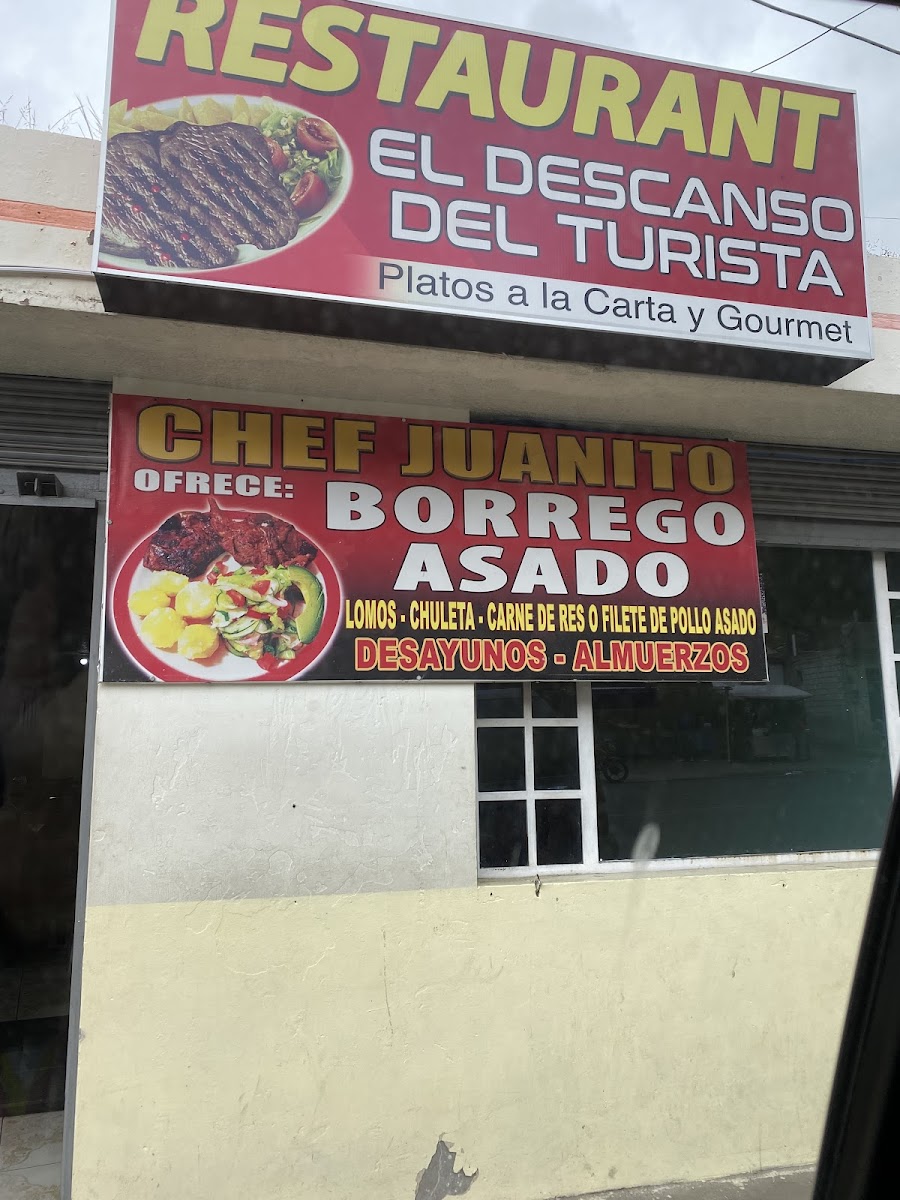 RESTAURANT
EL DESCANSO
DEL TURISTA
Platos a la Carta y Gourmet
CHEF JUANITO
OFRECE:
BORREGO
ASADO
LOMOS - CHULETA - CARNE DE RES O FILETE DE POLLO ASADO
DESAYUNOS - ALMUERZOS